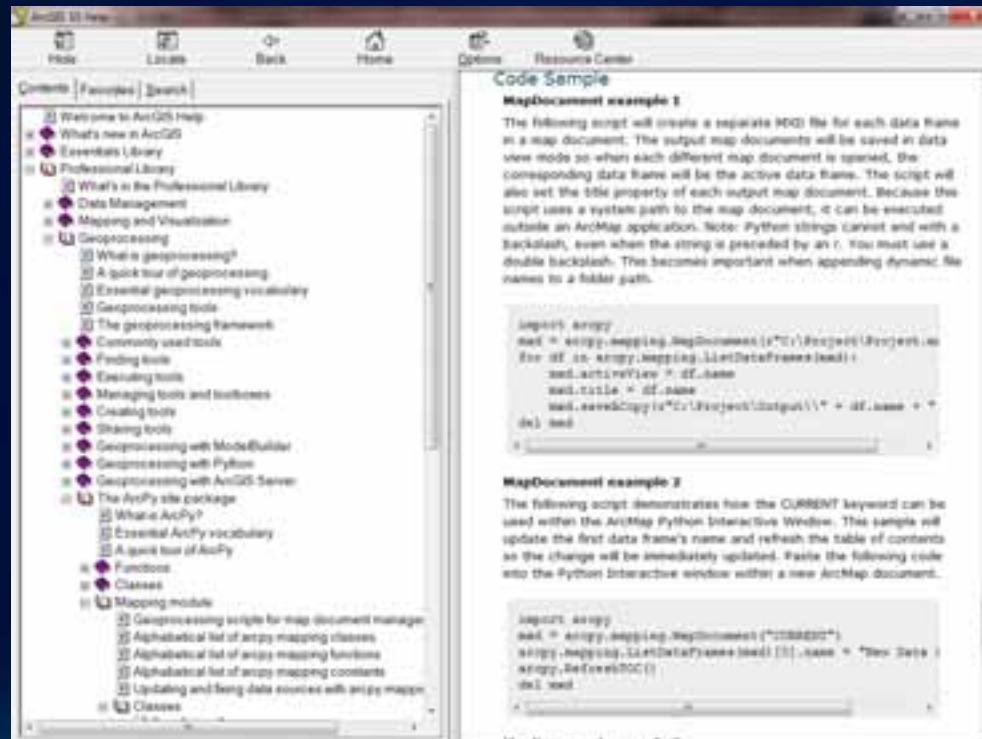 ArcGIS 10 Help
Hide
Locate
Back
Home
Options
Resource Center
Contents
Favorites
Search
Welcome to ArcGIS Help
What's new in ArcGIS
Essentials Library
Professional Library
What's in the Professional Library
Data Management
Mapping and Visualization
Geoprocessing
What is geoprocessing?
A quick tour of geoprocessing
Essential geoprocessing vocabulary
Geoprocessing tools
The geoprocessing framework
Commonly used tools
Finding tools
Executing tools
Managing tools and toolboxes
Creating tools
Sharing tools
Geoprocessing with ModelBuilder
Geoprocessing with Python
Geoprocessing with ArcGIS Server
The ArcPy site package
What is ArcPy?
Essential ArcPy vocabulary
A quick tour of ArcPy
Functions
Classes
Mapping module
Geoprocessing scripts for map document manager
Alphabetical list of arcpy mapping classes
Alphabetical list of arcpy mapping functions
Alphabetical list of arcpy mapping constants
Updating and fixing data sources with arcpy mappi
Classes
Code Sample
MapDocument example 1
The following script will create a separate MXD file for each data frame
in a map document. The output map documents will be saved in data
view mode so when each different map document is opened, the
corresponding data frame will be the active data frame. The script will
also set the title property of each output map document. Because this
script uses a system path to the map document, it can be executed
outside an ArcMap application. Note: Python strings cannot end with a
backslash, even when the string is preceded by an r. You must use a
double backslash. This becomes important when appending dynamic file
names to a folder path.
import arcpy
mxd = arcpy.mapping.MapDocument(r"C:\Project\Project.mx
for df in arcpy.mapping.ListDataFrames(mxd):
mxd.activeView = df.name
mxd.title = df.name
mxd.saveACopy(r"C:\Project\Output\\" + df.name + "
del mxd
MapDocument example 2
The following script demonstrates how the CURRENT keyword can be
used within the ArcMap Python Interactive Window. This sample will
update the first data frame's name and refresh the table of contents
so the change will be immediately updated. Paste the following code
into the Python Interactive window within a new ArcMap document.
import arcpy
mxd = arcpy.mapping.MapDocument("CURRENT")
arcpy.mapping.ListDataFrames(mxd)[0].name = "New Data
arcpy.RefreshTOC()
del mxd